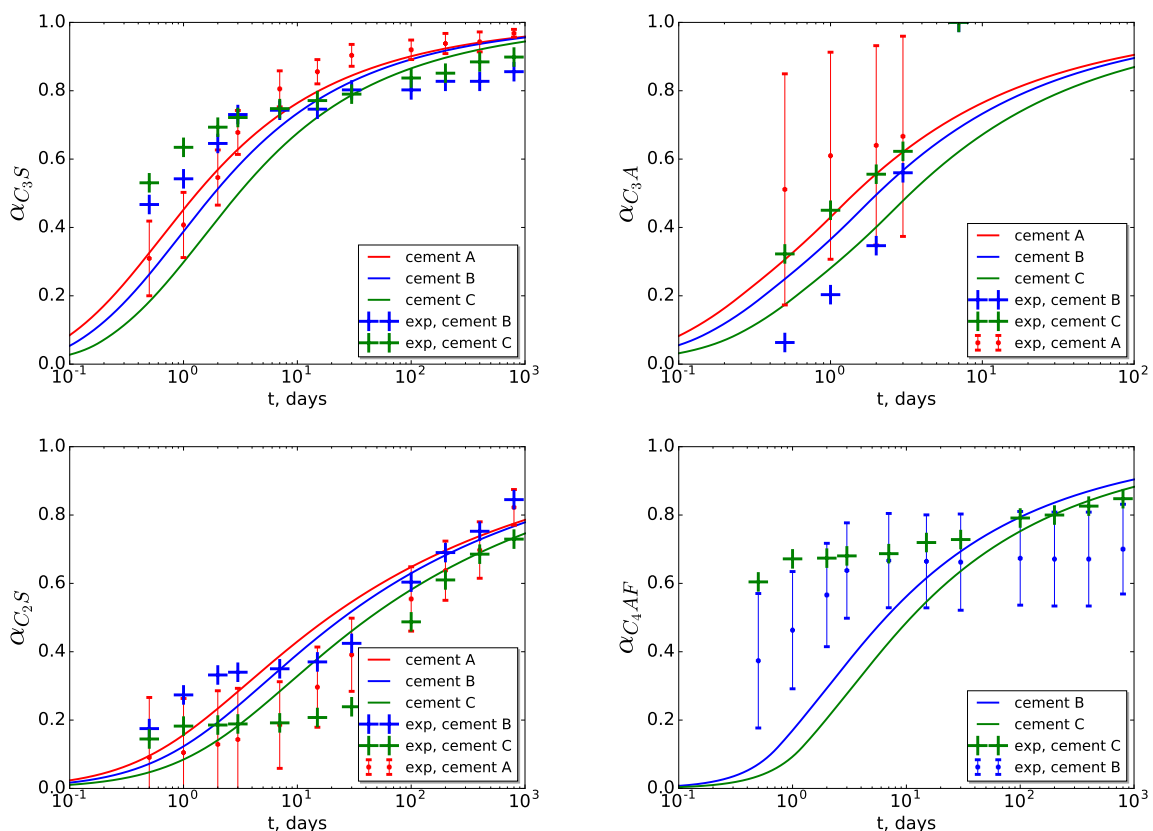 1.0
0.8
0.6
0.4
0.2
0.0
α_{C_3S}
10^{-1} 10^{0} 10^{1} 10^{2} 10^{3}
t, days
cement A
cement B
cement C
exp, cement B
exp, cement C
1.0
0.8
0.6
0.4
0.2
0.0
α_{C_3A}
10^{-1} 10^{0} 10^{1} 10^{2}
t, days
cement A
cement B
cement C
exp, cement B
exp, cement C
exp, cement A
1.0
0.8
0.6
0.4
0.2
0.0
α_{C_2S}
10^{-1} 10^{0} 10^{1} 10^{2} 10^{3}
t, days
cement A
cement B
cement C
exp, cement B
exp, cement C
exp, cement A
1.0
0.8
0.6
0.4
0.2
0.0
α_{C_4AF}
10^{-1} 10^{0} 10^{1} 10^{2} 10^{3}
t, days
cement B
cement C
exp, cement C
exp, cement B